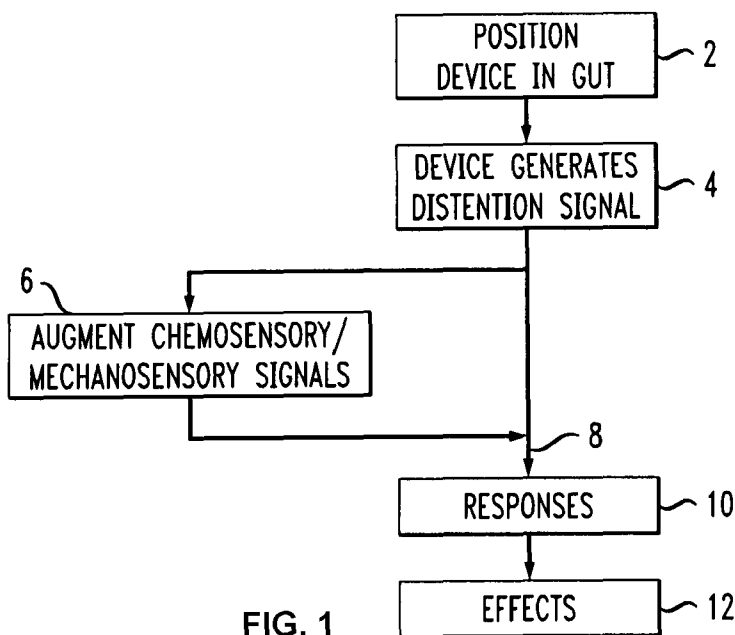 POSITION
DEVICE IN GUT
2
DEVICE GENERATES
DISTENTION SIGNAL
4
6
AUGMENT CHEMOSENSORY/
MECHANOSENSORY SIGNALS
8
RESPONSES
10
EFFECTS
12
FIG. 1